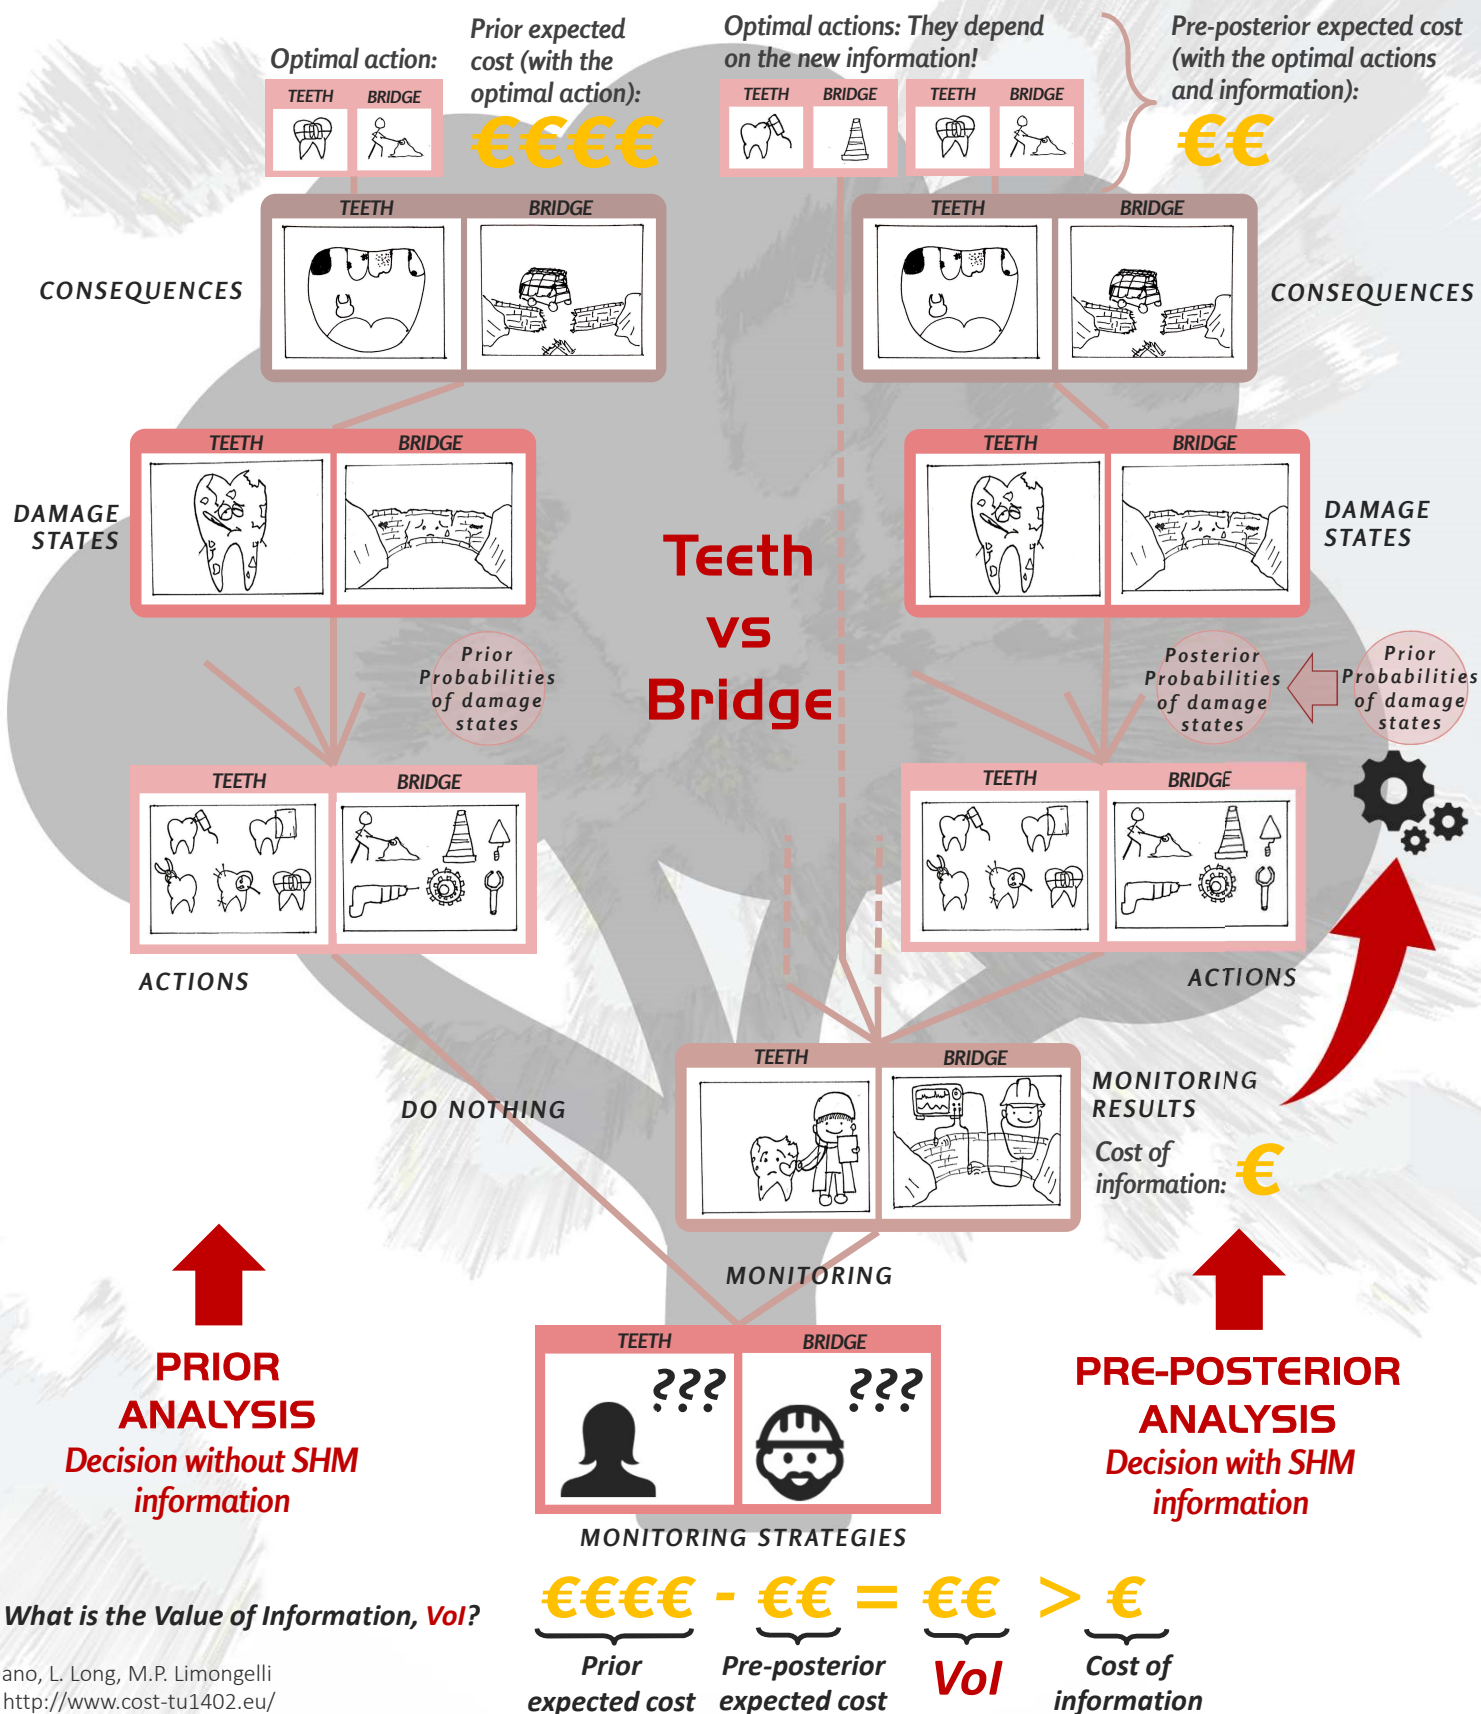 Optimal action:
Prior expected
cost (with the
optimal action):
€€€€
TEETH BRIDGE
Optimal actions: They depend
on the new information!
TEETH BRIDGE
TEETH BRIDGE
Pre-posterior expected cost
(with the optimal actions
and information):
€€
TEETH BRIDGE
CONSEQUENCES
TEETH BRIDGE
CONSEQUENCES
TEETH BRIDGE
DAMAGE
STATES
TEETH BRIDGE
DAMAGE
STATES
Teeth
vs
Bridge
Prior
Probabilities
of damage
states
Posterior
Probabilities
of damage
states
Prior
Probabilities
of damage
states
TEETH BRIDGE
ACTIONS
TEETH BRIDGE
ACTIONS
DO NOTHING
TEETH BRIDGE
MONITORING
RESULTS
Cost of
information: €
MONITORING
TEETH BRIDGE
??? ???
MONITORING STRATEGIES
PRIOR
ANALYSIS
Decision without SHM
information
PRE-POSTERIOR
ANALYSIS
Decision with SHM
information
What is the Value of Information, VoI?
€€€€ - €€ = €€ > €
Prior
expected cost
Pre-posterior
expected cost
VoI
Cost of
information
ano, L. Long, M.P. Limongelli
http://www.cost-tu1402.eu/